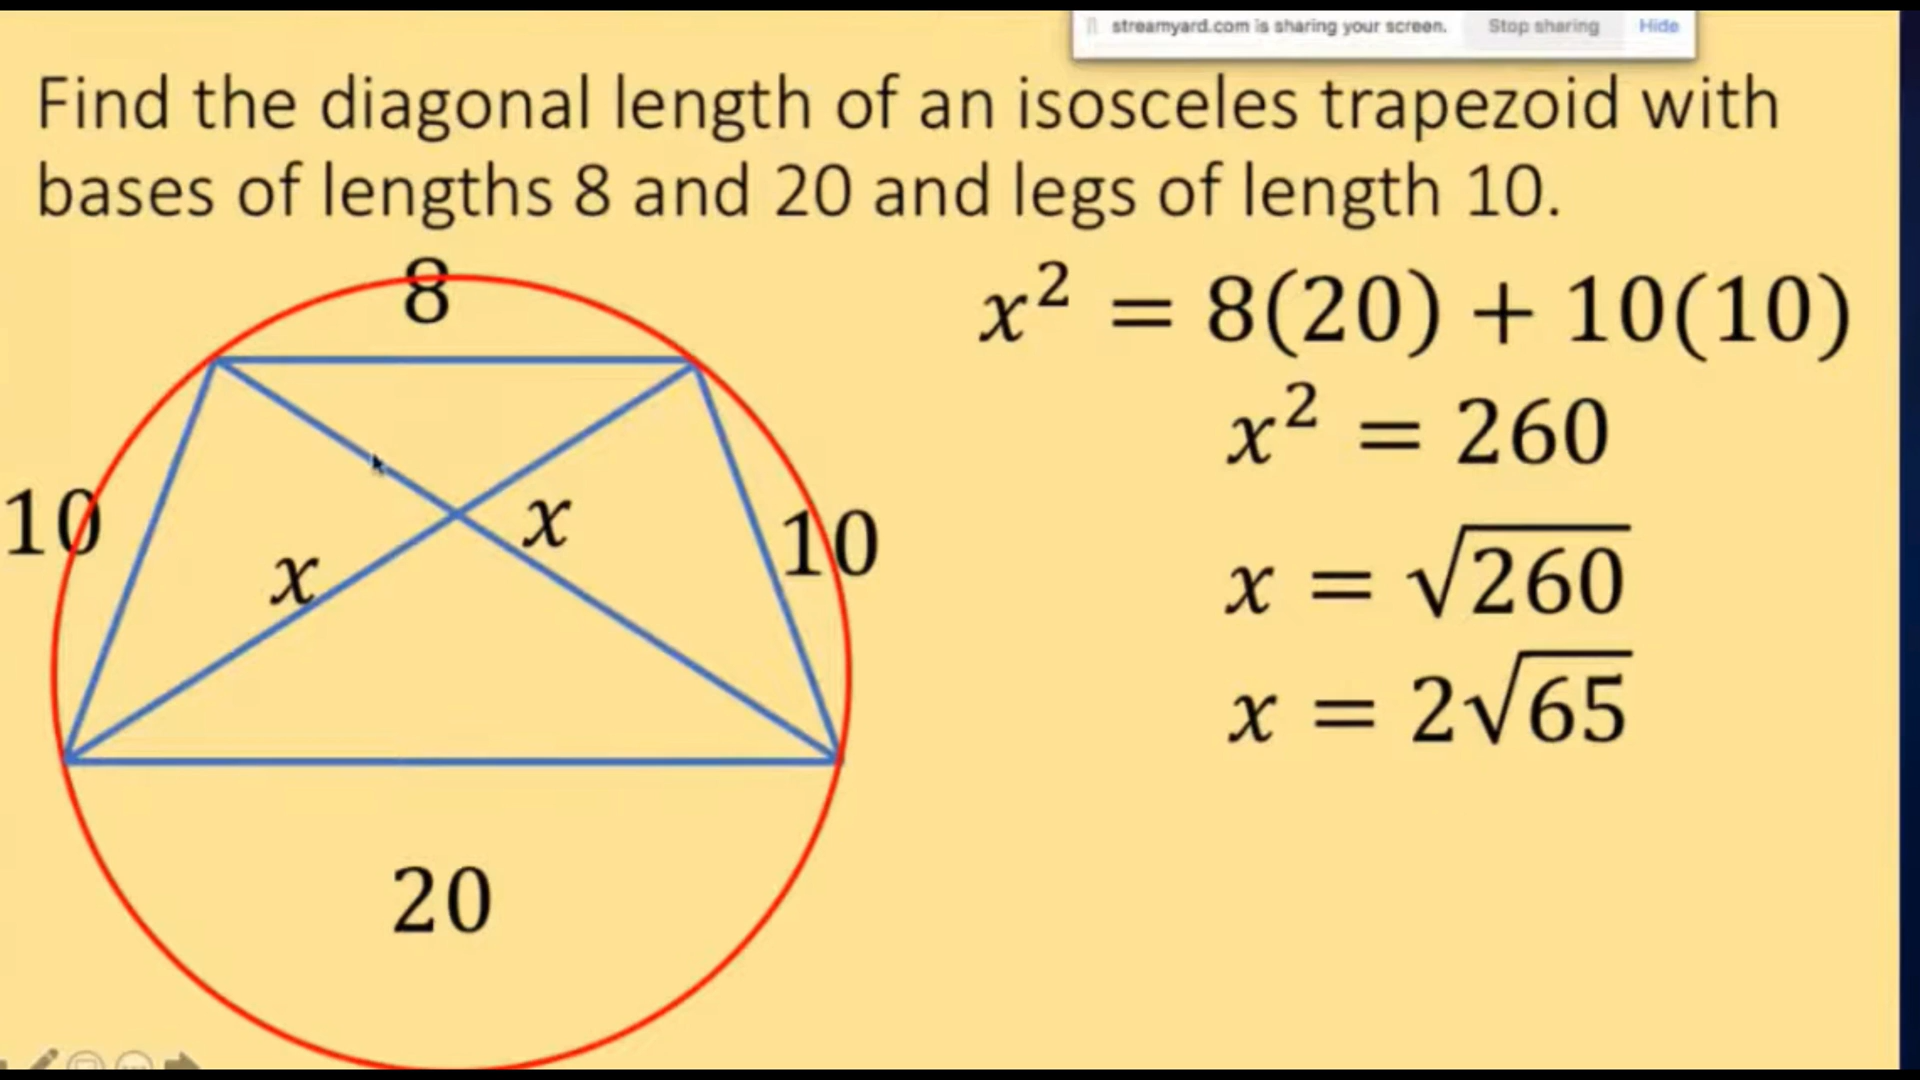 streamyard.com is sharing your screen. Stop sharing Hide
Find the diagonal length of an isosceles trapezoid with
bases of lengths 8 and 20 and legs of length 10.
8
10
x
x
10
20
x² = 8(20) + 10(10)
x² = 260
x = √260
x = 2√65